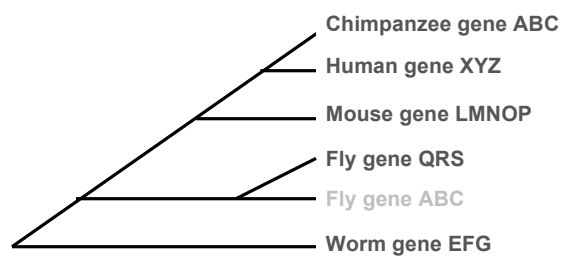 Chimpanzee gene ABC
Human gene XYZ
Mouse gene LMNOP
Fly gene QRS
Fly gene ABC
Worm gene EFG